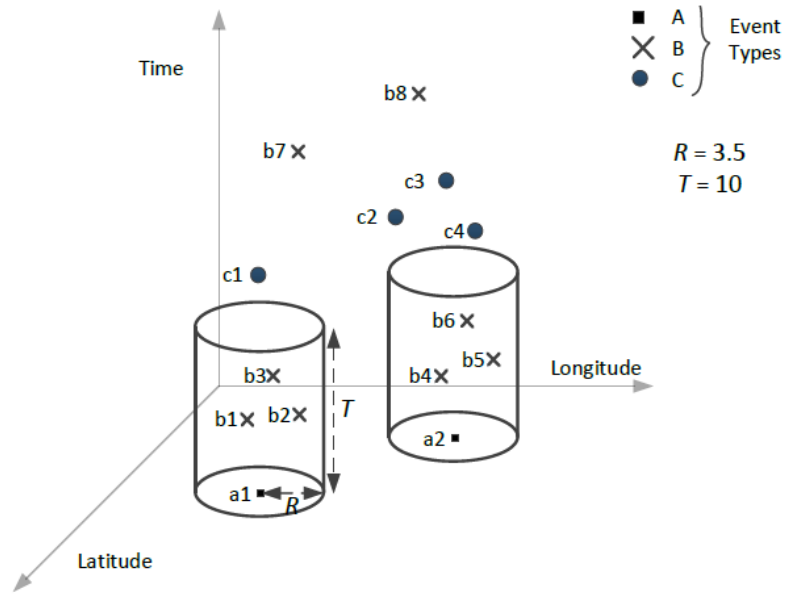 Time
A
B
C
Event
Types
R = 3.5
T = 10
b8
b7
c3
c2
c4
c1
b6
b5
b4
b3
b1
b2
T
Longitude
a2
a1
R
Latitude